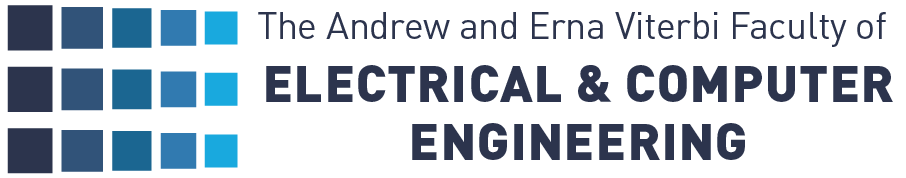 The Andrew and Erna Viterbi Faculty of
ELECTRICAL & COMPUTER
ENGINEERING